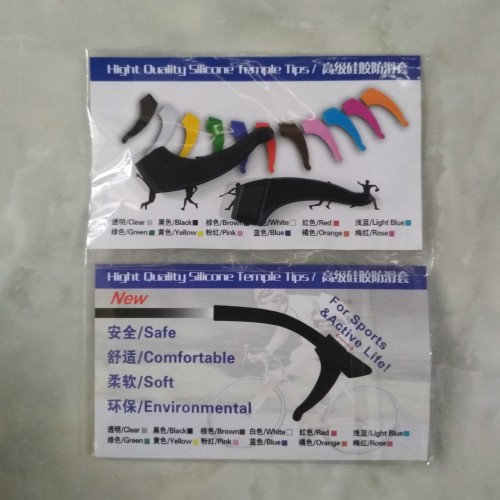 Hight Quality Silicone Temple Tips / 高级硅胶防滑套
透明/Clear 黑色/Black 棕色/Brown /White 红色/Red 浅蓝/Light Blue
绿色/Green 黄色/Yellow 粉红/Pink 蓝色/Blue 橘色/Orange 梅红/Rose
Hight Quality Silicone Temple Tips / 高级硅胶防滑套
New
For Sports
&Active Life!
安全/Safe
舒适/Comfortable
柔软/Soft
环保/Environmental
透明/Clear 黑色/Black 棕色/Brown 白色/White 红色/Red 浅蓝/Light Blue
绿色/Green 黄色/Yellow 粉红/Pink 蓝色/Blue 橘色/Orange 梅红/Rose